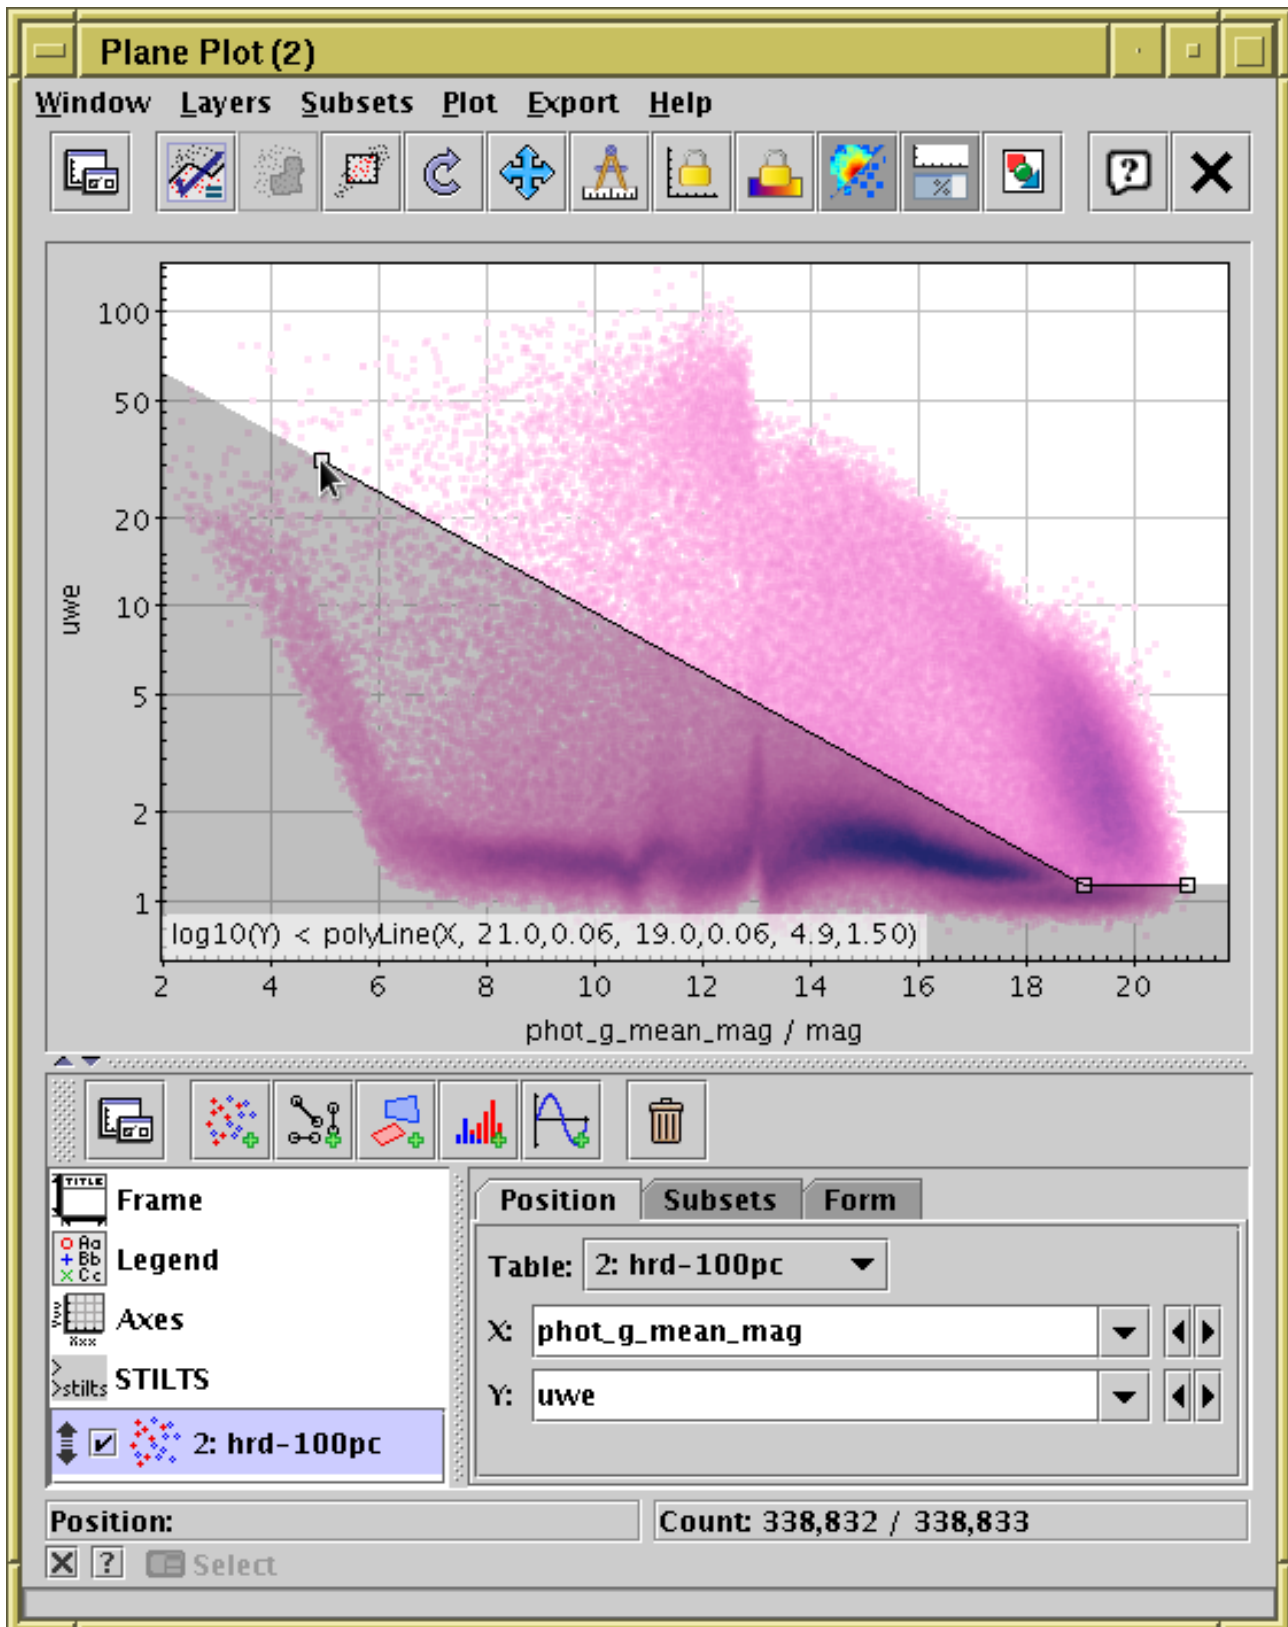 Plane Plot (2)
Window Layers Subsets Plot Export Help
100
50
20
10
5
2
1
uwe
log10(Y) < polyLine(X, 21.0,0.06, 19.0,0.06, 4.9,1.50)
2 4 6 8 10 12 14 16 18 20
phot_g_mean_mag / mag
Frame
Legend
Axes
STILTS
2: hrd-100pc
Position Subsets Form
Table: 2: hrd-100pc
X: phot_g_mean_mag
Y: uwe
Position:
Count: 338,832 / 338,833
Select